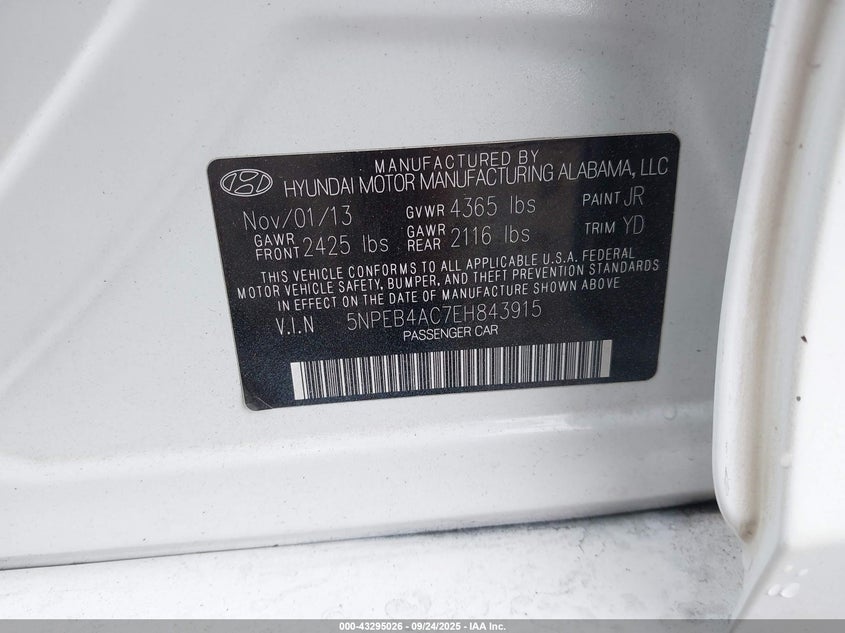 MANUFACTURED BY
HYUNDAI MOTOR MANUFACTURING ALABAMA, LLC
Nov/01/13 GVWR 4365 lbs PAINT JR
GAWR FRONT 2425 lbs GAWR REAR 2116 lbs TRIM YD
THIS VEHICLE CONFORMS TO ALL APPLICABLE U.S.A. FEDERAL
MOTOR VEHICLE SAFETY, BUMPER, AND THEFT PREVENTION STANDARDS
IN EFFECT ON THE DATE OF MANUFACTURE SHOWN ABOVE
V.I.N 5NPEB4AC7EH843915
PASSENGER CAR
000-43295026 - 09/24/2025 - IAA Inc.